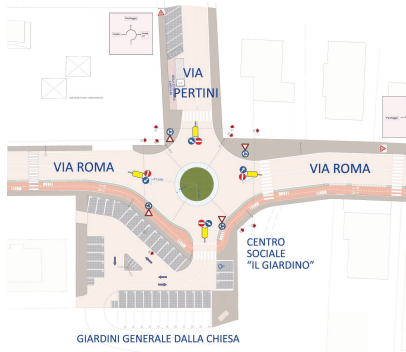 VIA
PERTINI
VIA ROMA
VIA ROMA
CENTRO
SOCIALE
"IL GIARDINO"
GIARDINI GENERALE DALLA CHIESA